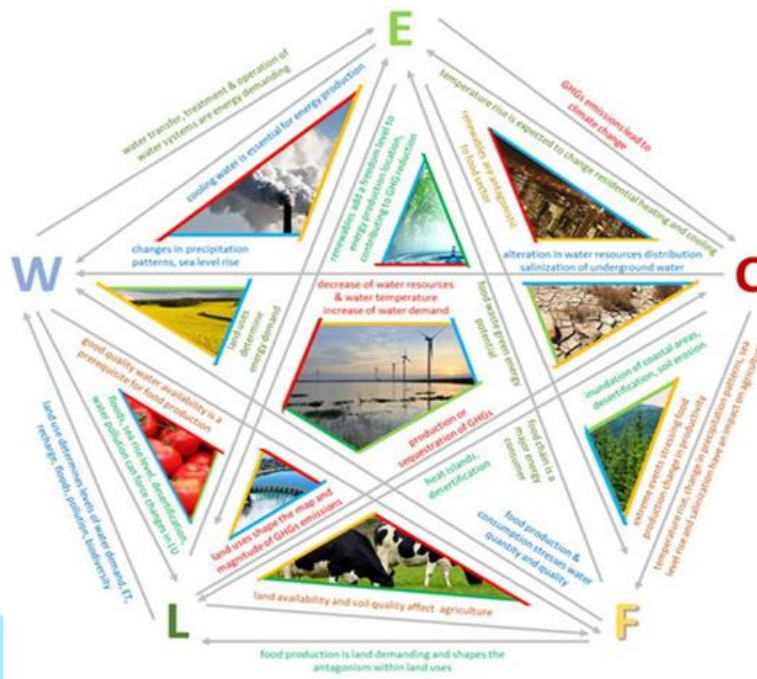 E
water transfer, treatment & operation of
water systems are energy demanding
cooling water is essential for energy production
GHGs emissions lead to
climate change
temperature rise is expected to change residential heating and cooling
renewables are antagonistic
to food sector
renewables add a freedom level to
energy production location,
contributing to GHG reduction
changes in precipitation
patterns, sea level rise
alteration in water resources distribution
salinization of underground water
W
C
decrease of water resources
& water temperature
increase of water demand
land uses
determine
energy demand
food waste green energy
potential
good quality water availability is a
prerequisite for food production
inundation of coastal areas,
desertification, soil erosion
floods, sea rise level, desertification,
water pollution can force changes in LU
land use determines levels of water demand, ET,
recharge, floods, pollution, biodiversity
production or
sequestration of GHGs
heat islands,
desertification
food chain is a
major energy
consumer
extreme events stressing food
production change in productivity
temperature rise, change in precipitation patterns, sea
level rise and salinization have an impact on agricultur
land uses shape the map and
magnitude of GHGs emissions
food production &
consumption stresses water
quantity and quality
land availability and soil quality affect agriculture
L
F
food production is land demanding and shapes the
antagonism within land uses